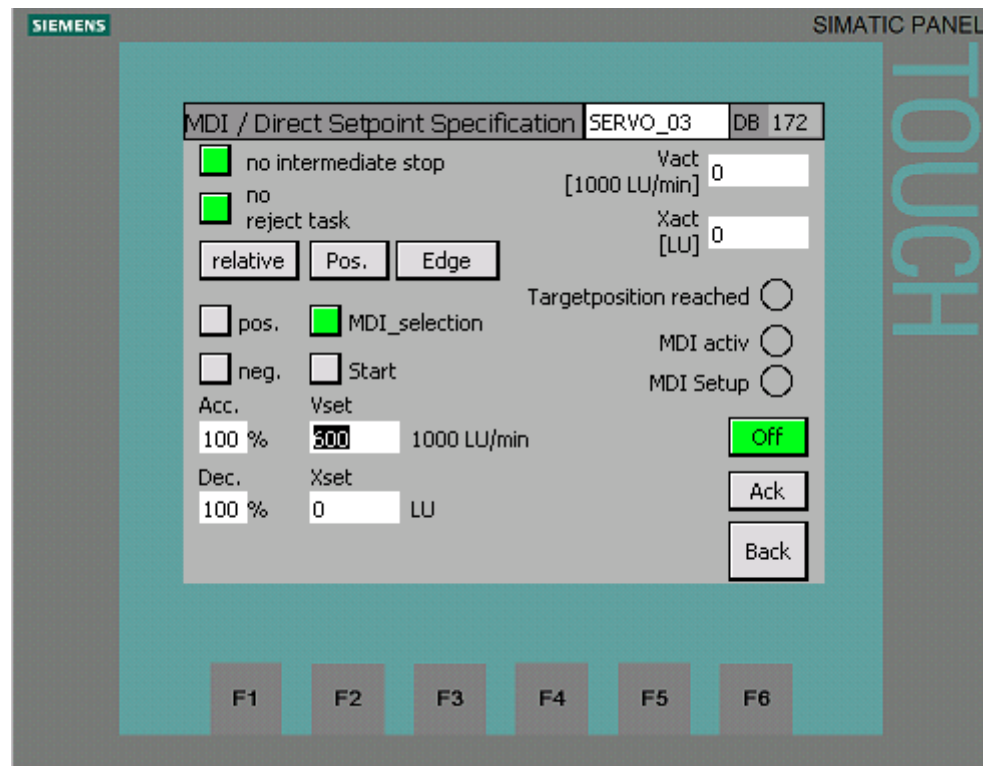 SIEMENS
SIMATIC PANEL
TOUCH
MDI / Direct Setpoint Specification SERVO_03 DB 172
no intermediate stop
no
reject task
Vact
[1000 LU/min] 0
Xact
[LU] 0
relative Pos. Edge
Targetposition reached
pos. MDI_selection
MDI activ
neg. Start
MDI Setup
Acc. Vset
100 % 600 1000 LU/min
Off
Dec. Xset
100 % 0 LU
Ack
Back
F1 F2 F3 F4 F5 F6